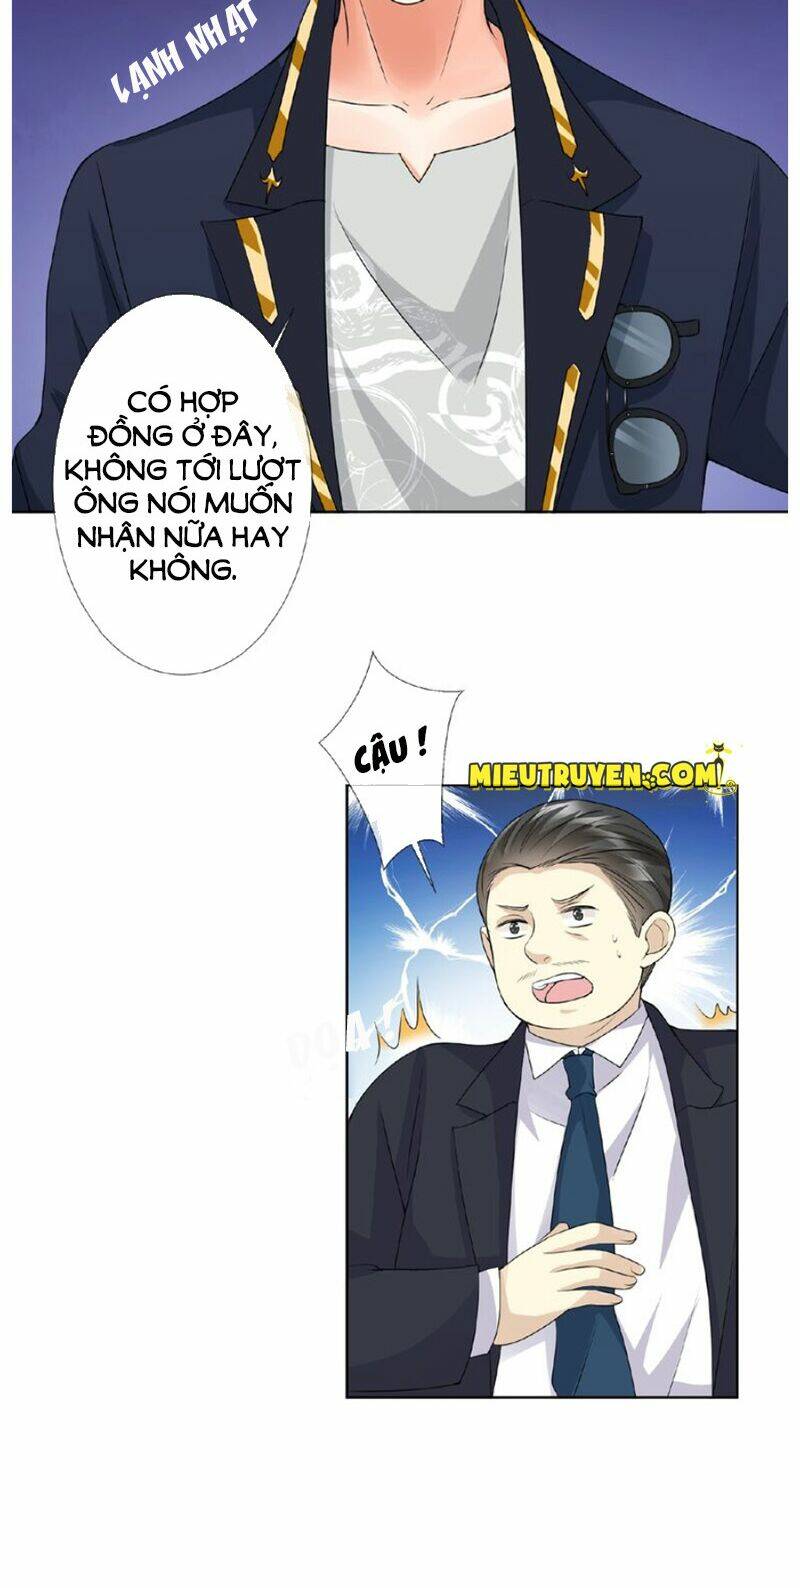 LẠNH NHẠT
CÓ HỢP
ĐỒNG Ở ĐÂY,
KHÔNG TỚI LƯỢT
ÔNG NÓI MUỐN
NHẬN NỮA HAY
KHÔNG.
CẬU !
MIEUTRUYEN.COM